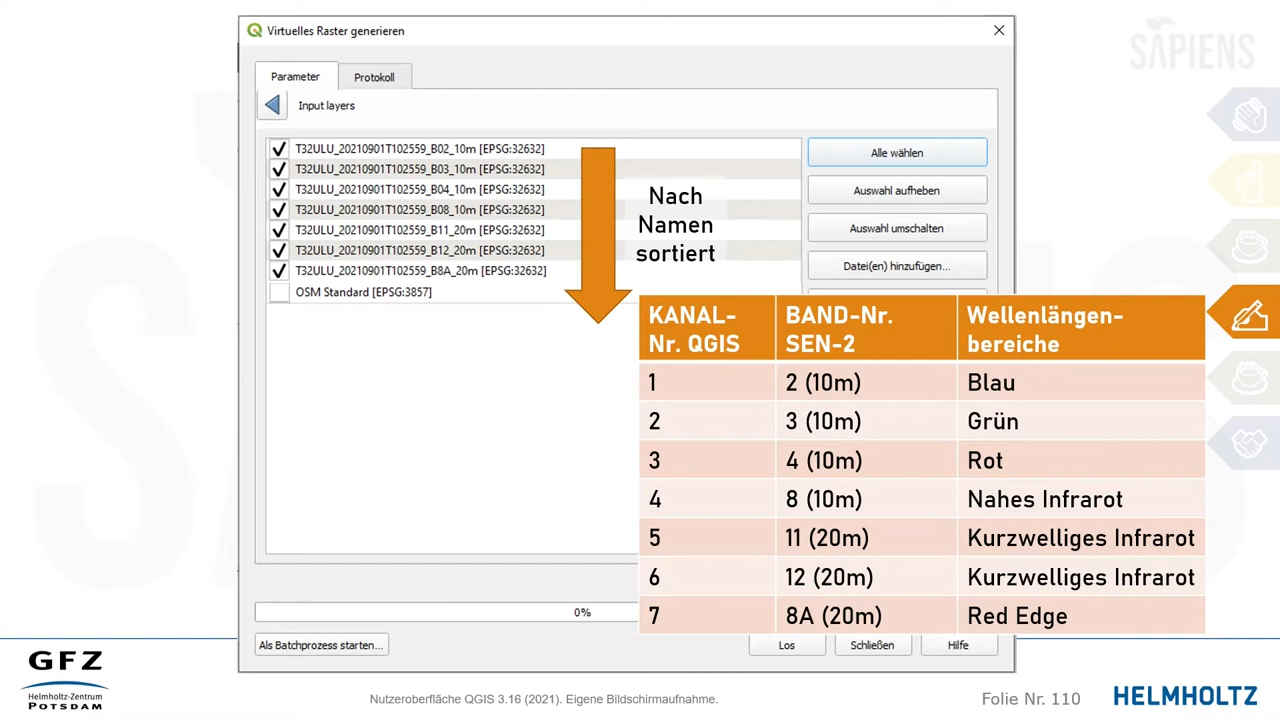 Virtuelles Raster generieren
SAPIENS
Parameter
Protokoll
Input layers
T32ULU_20210901T102559_B02_10m [EPSG:32632]
T32ULU_20210901T102559_B03_10m [EPSG:32632]
T32ULU_20210901T102559_B04_10m [EPSG:32632]
T32ULU_20210901T102559_B08_10m [EPSG:32632]
T32ULU_20210901T102559_B11_20m [EPSG:32632]
T32ULU_20210901T102559_B12_20m [EPSG:32632]
T32ULU_20210901T102559_B8A_20m [EPSG:32632]
OSM Standard [EPSG:3857]
Nach
Namen
sortiert
Alle wählen
Auswahl aufheben
Auswahl umschalten
Datei(en) hinzufügen...
KANAL-
Nr. QGIS
BAND-Nr.
SEN-2
Wellenlängen-
bereiche
1 2 (10m) Blau
2 3 (10m) Grün
3 4 (10m) Rot
4 8 (10m) Nahes Infrarot
5 11 (20m) Kurzwelliges Infrarot
6 12 (20m) Kurzwelliges Infrarot
7 8A (20m) Red Edge
0%
Als Batchprozess starten...
Los
Schließen
Hilfe
GFZ
Helmholtz-Zentrum
POTSDAM
Nutzeroberfläche QGIS 3.16 (2021). Eigene Bildschirmaufnahme.
Folie Nr. 110
HELMHOLTZ